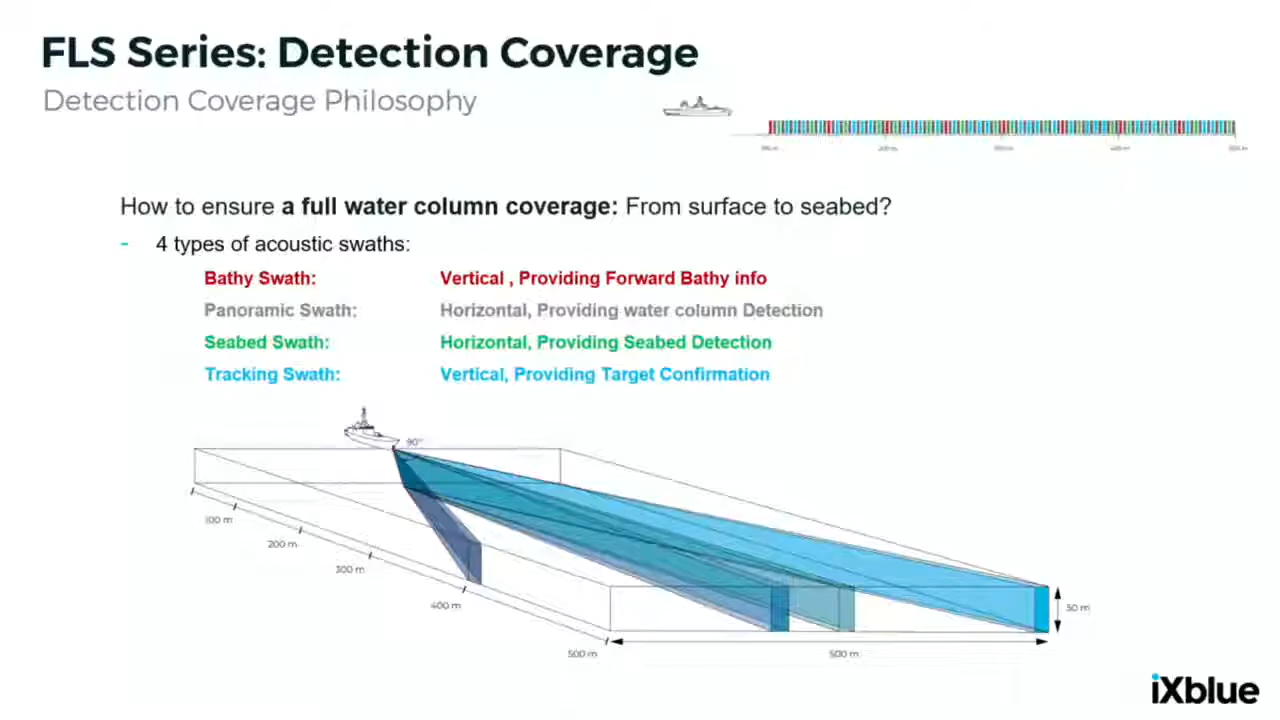 FLS Series: Detection Coverage
Detection Coverage Philosophy
200 m
400 m
How to ensure a full water column coverage: From surface to seabed?
- 4 types of acoustic swaths:
Bathy Swath: Vertical , Providing Forward Bathy info
Panoramic Swath: Horizontal, Providing water column Detection
Seabed Swath: Horizontal, Providing Seabed Detection
Tracking Swath: Vertical, Providing Target Confirmation
90°
100 m
200 m
300 m
400 m
500 m
500 m
50 m
iXblue